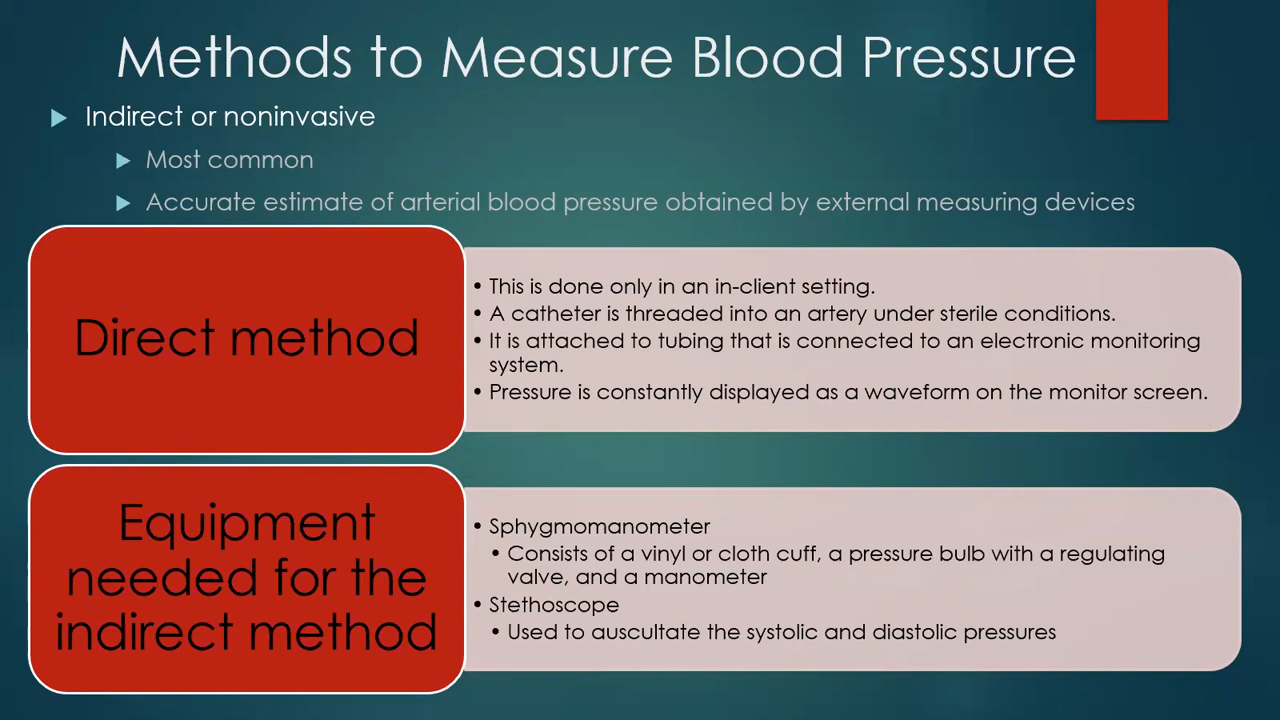 Methods to Measure Blood Pressure
Indirect or noninvasive
Most common
Accurate estimate of arterial blood pressure obtained by external measuring devices
Direct method
• This is done only in an in-client setting.
• A catheter is threaded into an artery under sterile conditions.
• It is attached to tubing that is connected to an electronic monitoring
system.
• Pressure is constantly displayed as a waveform on the monitor screen.
Equipment
needed for the
indirect method
• Sphygmomanometer
• Consists of a vinyl or cloth cuff, a pressure bulb with a regulating
valve, and a manometer
• Stethoscope
• Used to auscultate the systolic and diastolic pressures